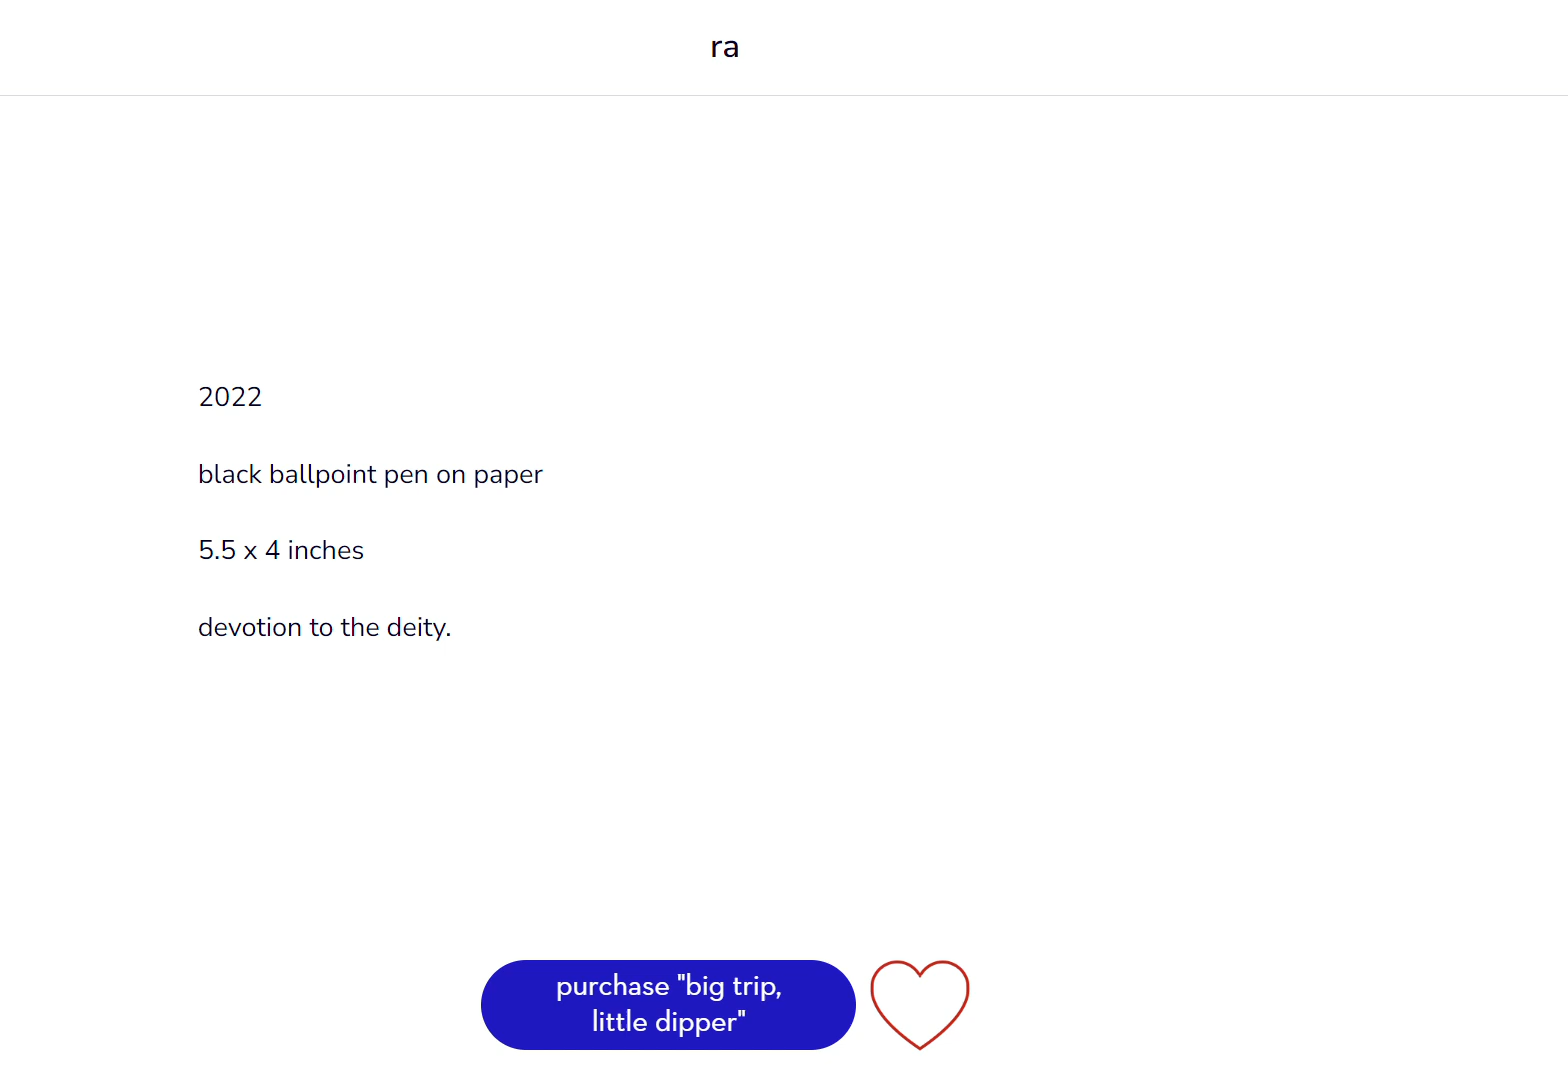 ra
2022
black ballpoint pen on paper
5.5 x 4 inches
devotion to the deity.
purchase "big trip,
little dipper"